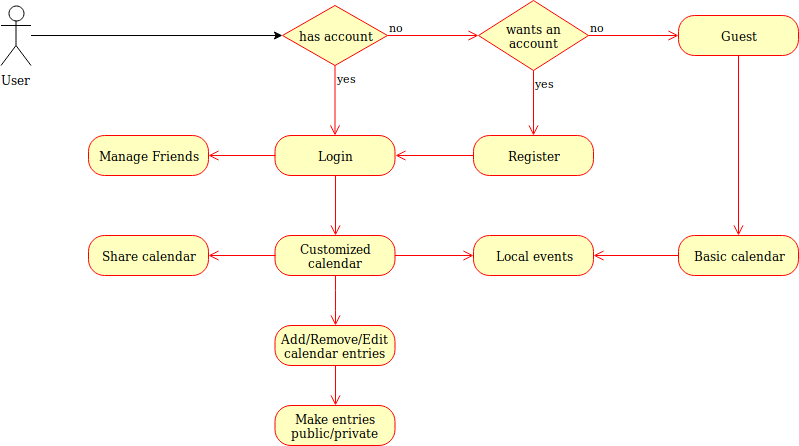 User
has account
no
wants an
account
no
Guest
yes
yes
Manage Friends
Login
Register
Share calendar
Customized
calendar
Local events
Basic calendar
Add/Remove/Edit
calendar entries
Make entries
public/private